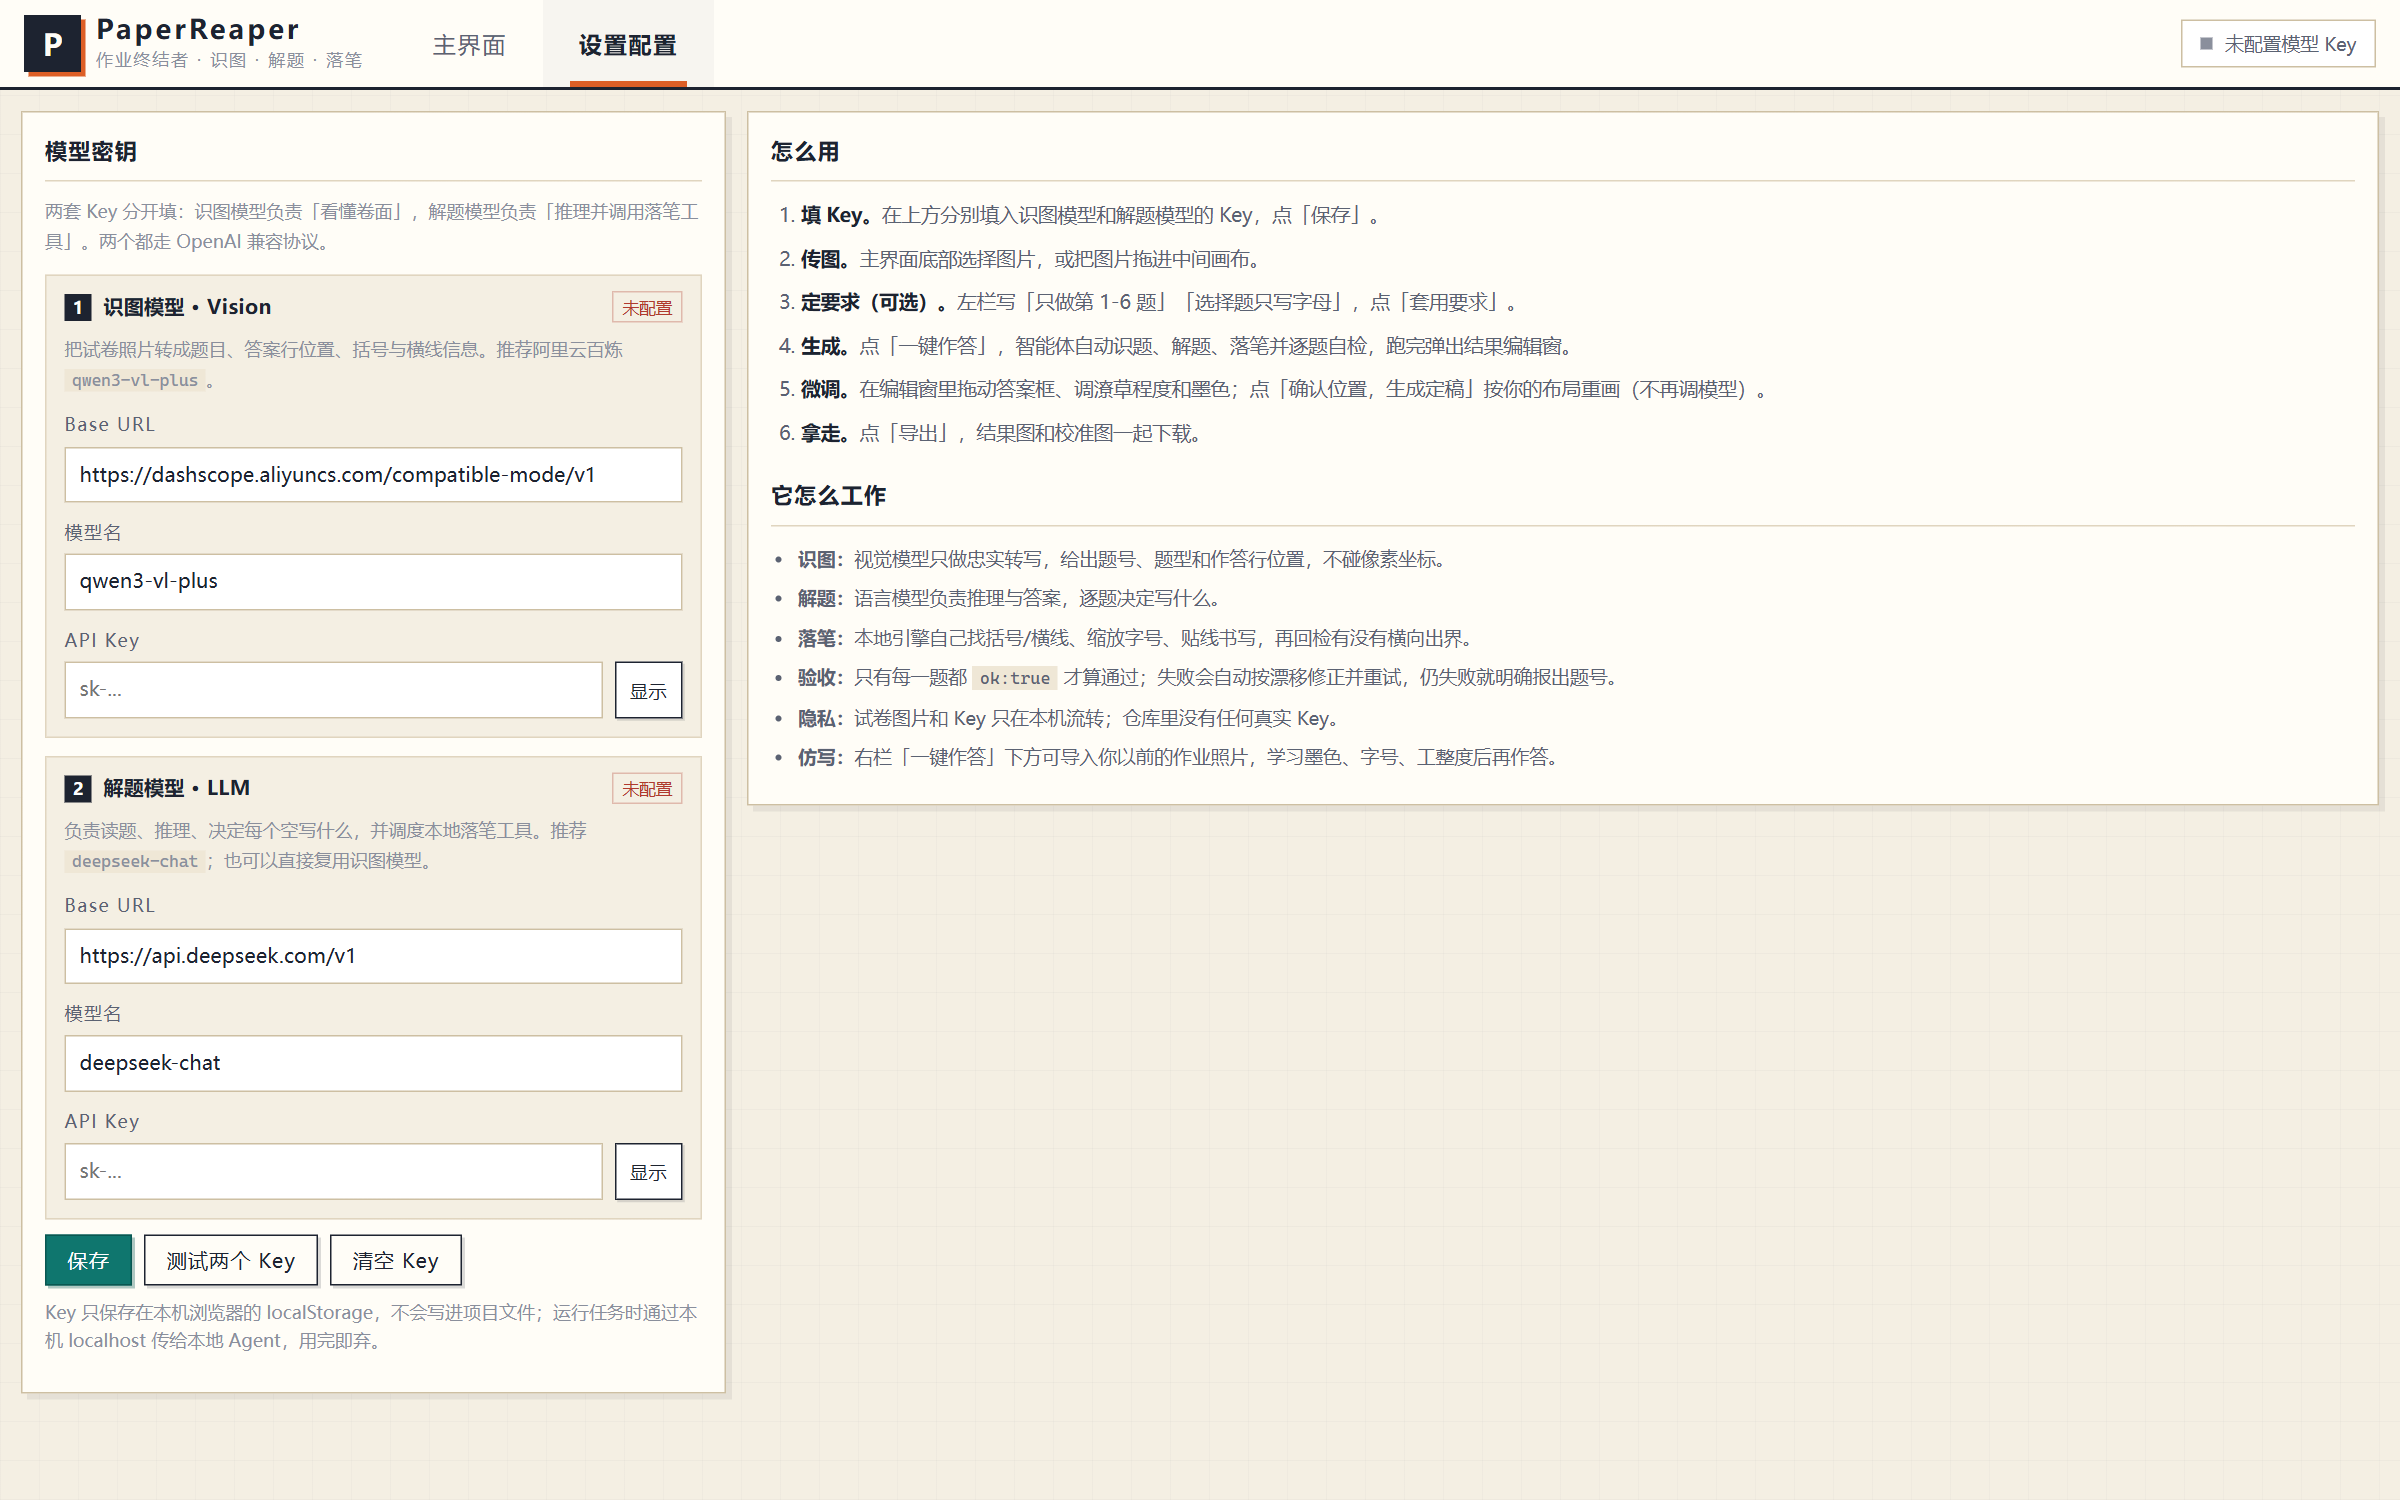 P
PaperReaper
作业终结者 · 识图 · 解题 · 落笔
主界面
设置配置
未配置模型 Key
模型密钥
两套 Key 分开填：识图模型负责「看懂卷面」，解题模型负责「推理并调用落笔工
具」。两个都走 OpenAI 兼容协议。
1 识图模型 • Vision
未配置
把试卷照片转成题目、答案行位置、括号与横线信息。推荐阿里云百炼
qwen3-vl-plus 。
Base URL
https://dashscope.aliyuncs.com/compatible-mode/v1
模型名
qwen3-vl-plus
API Key
sk-...
显示
2 解题模型 • LLM
未配置
负责读题、推理、决定每个空写什么，并调度本地落笔工具。推荐
deepseek-chat ；也可以直接复用识图模型。
Base URL
https://api.deepseek.com/v1
模型名
deepseek-chat
API Key
sk-...
显示
保存
测试两个 Key
清空 Key
Key 只保存在本机浏览器的 localStorage，不会写进项目文件；运行任务时通过本
机 localhost 传给本地 Agent，用完即弃。
怎么用
1. 填 Key。在上方分别填入识图模型和解题模型的 Key，点「保存」。
2. 传图。主界面底部选择图片，或把图片拖进中间画布。
3. 定要求（可选）。左栏写「只做第 1-6 题」「选择题只写字母」，点「套用要求」。
4. 生成。点「一键作答」，智能体自动识题、解题、落笔并逐题自检，跑完弹出结果编辑窗。
5. 微调。在编辑窗里拖动答案框、调潦草程度和墨色；点「确认位置，生成定稿」按你的布局重画（不再调模型）。
6. 拿走。点「导出」，结果图和校准图一起下载。
它怎么工作
• 识图：视觉模型只做忠实转写，给出题号、题型和作答行位置，不碰像素坐标。
• 解题：语言模型负责推理与答案，逐题决定写什么。
• 落笔：本地引擎自己找括号/横线、缩放字号、贴线书写，再回检有没有横向出界。
• 验收：只有每一题都 ok:true 才算通过；失败会自动按漂移修正并重试，仍失败就明确报出题号。
• 隐私：试卷图片和 Key 只在本机流转；仓库里没有任何真实 Key。
• 仿写：右栏「一键作答」下方可导入你以前的作业照片，学习墨色、字号、工整度后再作答。